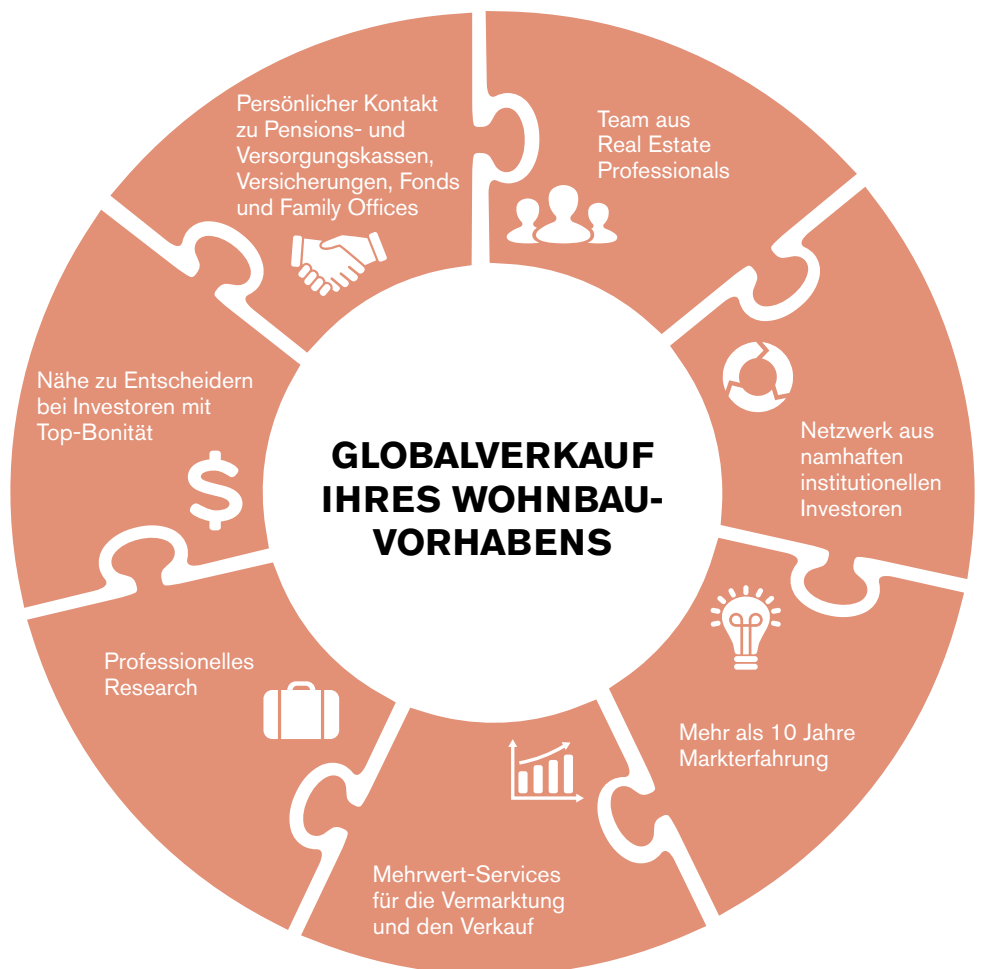 Persönlicher Kontakt
zu Pensions- und
Versorgungskassen,
Versicherungen, Fonds
und Family Offices
Team aus
Real Estate
Professionals
Nähe zu Entscheidern
bei Investoren mit
Top-Bonität
$
GLOBALVERKAUF
IHRES WOHNBAU-
VORHABENS
Netzwerk aus
namhaften
institutionellen
Investoren
Professionelles
Research
Mehr als 10 Jahre
Markterfahrung
Mehrwert-Services
für die Vermarktung
und den Verkauf